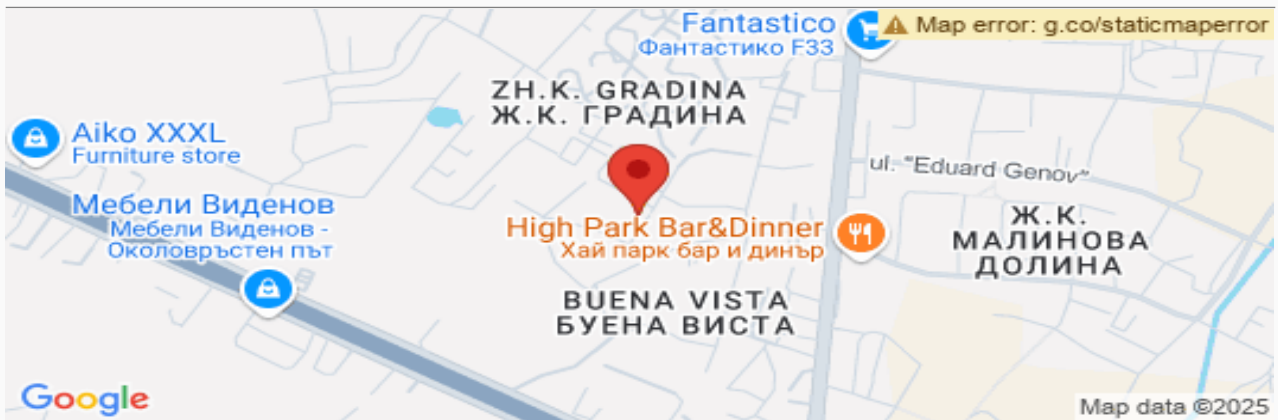 Fantastico
Фантастико F33
Map error: g.co/staticmaperror
ZH.K. GRADINA
Ж.К. ГРАДИНА
Aiko XXXL
Furniture store
ul. "Eduard Genov"
Мебели Виденов
Мебели Виденов -
Околовръстен път
High Park Bar&Dinner
Хай парк бар и динър
Ж.К.
МАЛИНОВА
ДОЛИНА
BUENA VISTA
БУЕНА ВИСТА
Google
Map data ©2025